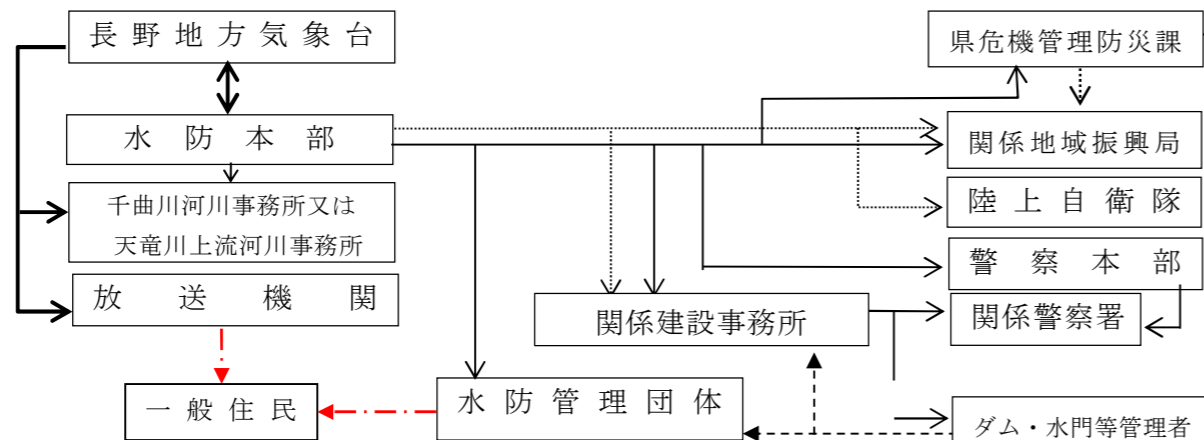 長野地方気象台
県危機管理防災課
水防本部
関係地域振興局
千曲川河川事務所又は
天竜川上流河川事務所
陸上自衛隊
警察本部
放送機関
関係建設事務所
関係警察署
一般住民
水防管理団体
ダム・水門等管理者